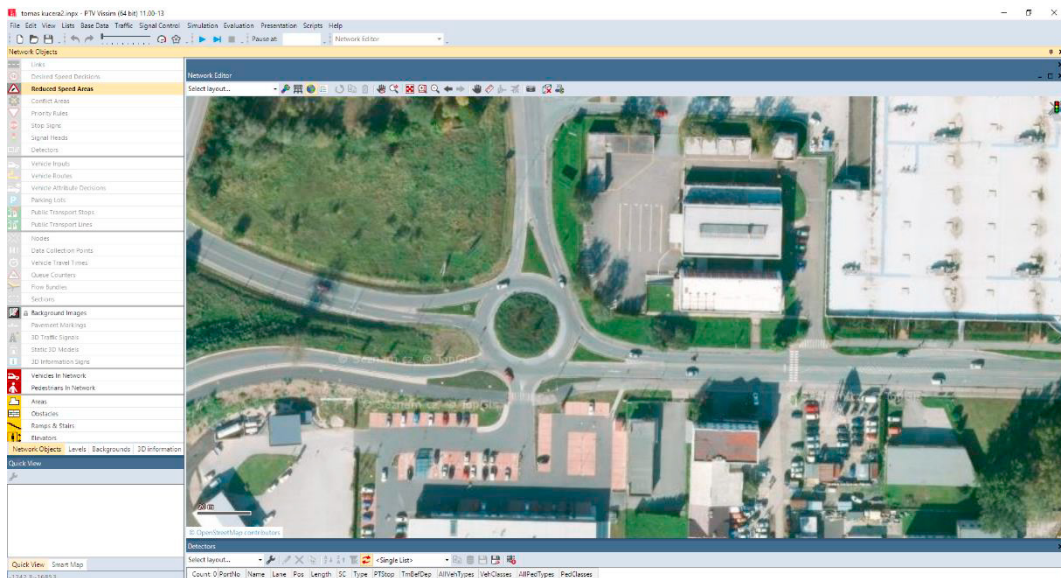 tomas kucera2.inpx - PTV Vissim (64 bit) 11.00-13
File Edit View Lists Base Data Traffic Signal Control Simulation Evaluation Presentation Scripts Help
Pause at: Network Editor
Network Objects
Links
Desired Speed Decisions
Reduced Speed Areas
Conflict Areas
Priority Rules
Stop Signs
Signal Heads
Detectors
Vehicle Inputs
Vehicle Routes
Vehicle Attribute Decisions
Parking Lots
Public Transport Stops
Public Transport Lines
Nodes
Data Collection Points
Vehicle Travel Times
Queue Counters
Flow Bundles
Sections
Background Images
Pavement Markings
3D Traffic Signals
Static 3D Models
3D Information Signs
Vehicles In Network
Pedestrians In Network
Areas
Obstacles
Ramps & Stairs
Elevators
Network Objects Levels Backgrounds 3D Information
Quick View
Quick View Smart Map
Network Editor
Select layout...
© OpenStreetMap contributors
Detectors
Select layout... <Single List>
Count: 0 PortNo Name Lane Pos Length SC Type PTStop TmBefDep AllVehTypes VehClasses AllPedTypes PedClasses